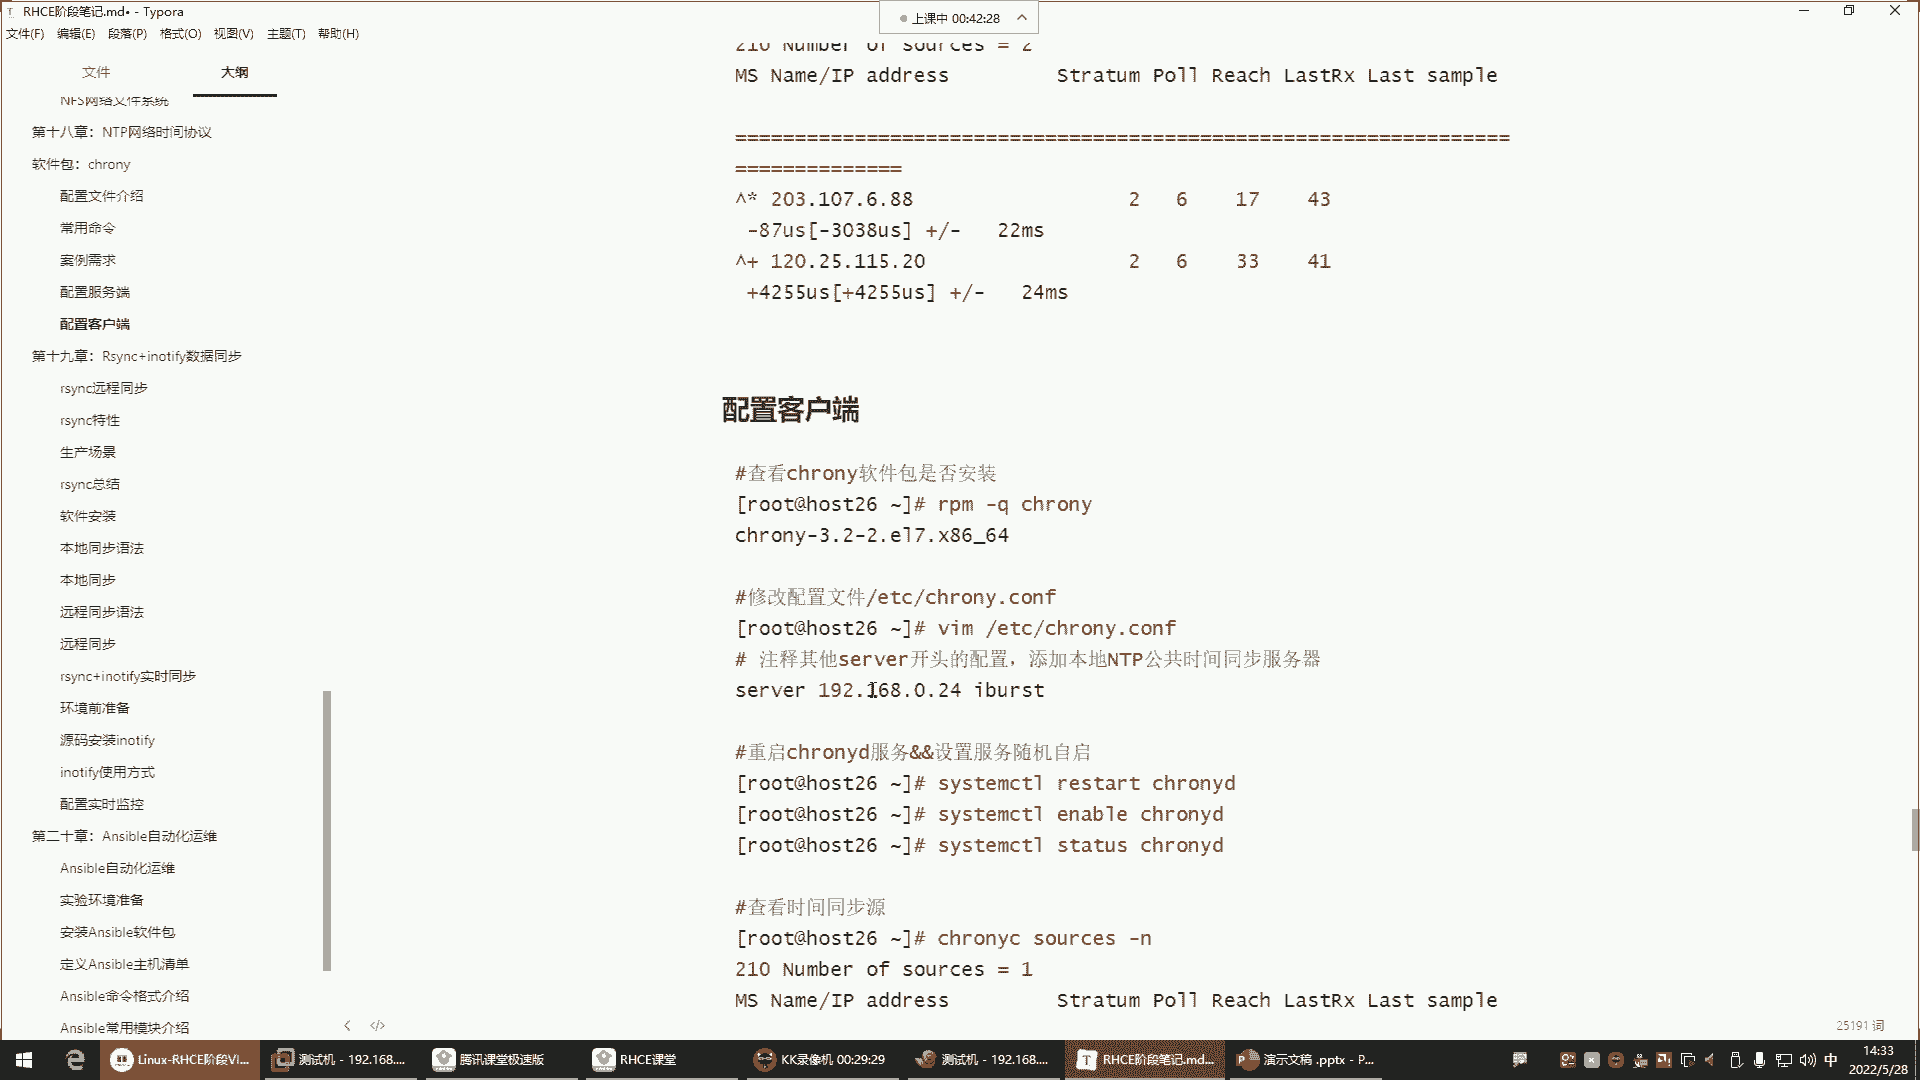 RHCE阶段笔记.md• - Typora
上课中 00:42:28
文件(F) 编辑(E) 段落(P) 格式(O) 视图(V) 主题(T) 帮助(H)
文件 大纲
NFS网络文件系统
第十八章：NTP网络时间协议
软件包：chrony
配置文件介绍
常用命令
案例需求
配置服务端
配置客户端
第十九章：Rsync+inotify数据同步
rsync远程同步
rsync特性
生产场景
rsync总结
软件安装
本地同步语法
本地同步
远程同步语法
远程同步
rsync+inotify实时同步
环境前准备
源码安装inotify
inotify使用方式
配置实时监控
第二十章：Ansible自动化运维
Ansible自动化运维
实验环境准备
安装Ansible软件包
定义Ansible主机清单
Ansible命令格式介绍
Ansible常用模块介绍
210 Number of sources = 2
MS Name/IP address Stratum Poll Reach LastRx Last sample
=================================================================
==============
^* 203.107.6.88 2 6 17 43
-87us[-3038us] +/- 22ms
^+ 120.25.115.20 2 6 33 41
+4255us[+4255us] +/- 24ms
配置客户端
#查看chrony软件包是否安装
[root@host26 ~]# rpm -q chrony
chrony-3.2-2.el7.x86_64
#修改配置文件/etc/chrony.conf
[root@host26 ~]# vim /etc/chrony.conf
# 注释其他server开头的配置，添加本地NTP公共时间同步服务器
server 192.168.0.24 iburst
#重启chronyd服务&&设置服务随机自启
[root@host26 ~]# systemctl restart chronyd
[root@host26 ~]# systemctl enable chronyd
[root@host26 ~]# systemctl status chronyd
#查看时间同步源
[root@host26 ~]# chronyc sources -n
210 Number of sources = 1
MS Name/IP address Stratum Poll Reach LastRx Last sample
25191 词
Linux-RHCE阶段VI...
测试机 - 192.168....
腾讯课堂极速版
RHCE课堂
KK录像机 00:29:29
测试机 - 192.168....
RHCE阶段笔记.md...
演示文稿 .pptx - P...
中
14:33
2022/5/28